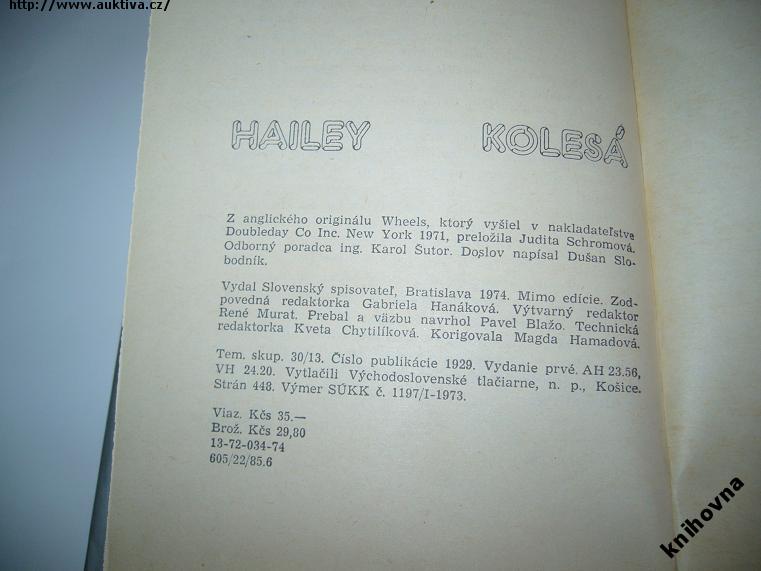 http://www.auktiva.cz/
HAILEY KOLESÁ
Z anglického originálu Wheels, ktorý vyšiel v nakladateľstve
Doubleday Co Inc. New York 1971, preložila Judita Schromová.
Odborný poradca ing. Karol Šutor. Doslov napísal Dušan Slo-
bodník.
Vydal Slovenský spisovateľ, Bratislava 1974. Mimo edície. Zod-
povedná redaktorka Gabriela Hanáková. Výtvarný redaktor
René Murat. Prebal a väzbu navrhol Pavel Blažo. Technická
redaktorka Kveta Chytilíková. Korigovala Magda Hamadová.
Tem. skup. 30/13. Číslo publikácie 1929. Vydanie prvé. AH 23.56,
VH 24.20. Vytlačili Východoslovenské tlačiarne, n. p., Košice.
Strán 448. Výmer SÚKK č. 1197/I-1973.
Viaz. Kčs 35.—
Brož. Kčs 29,80
13-72-034-74
605/22/85.6
knihovna